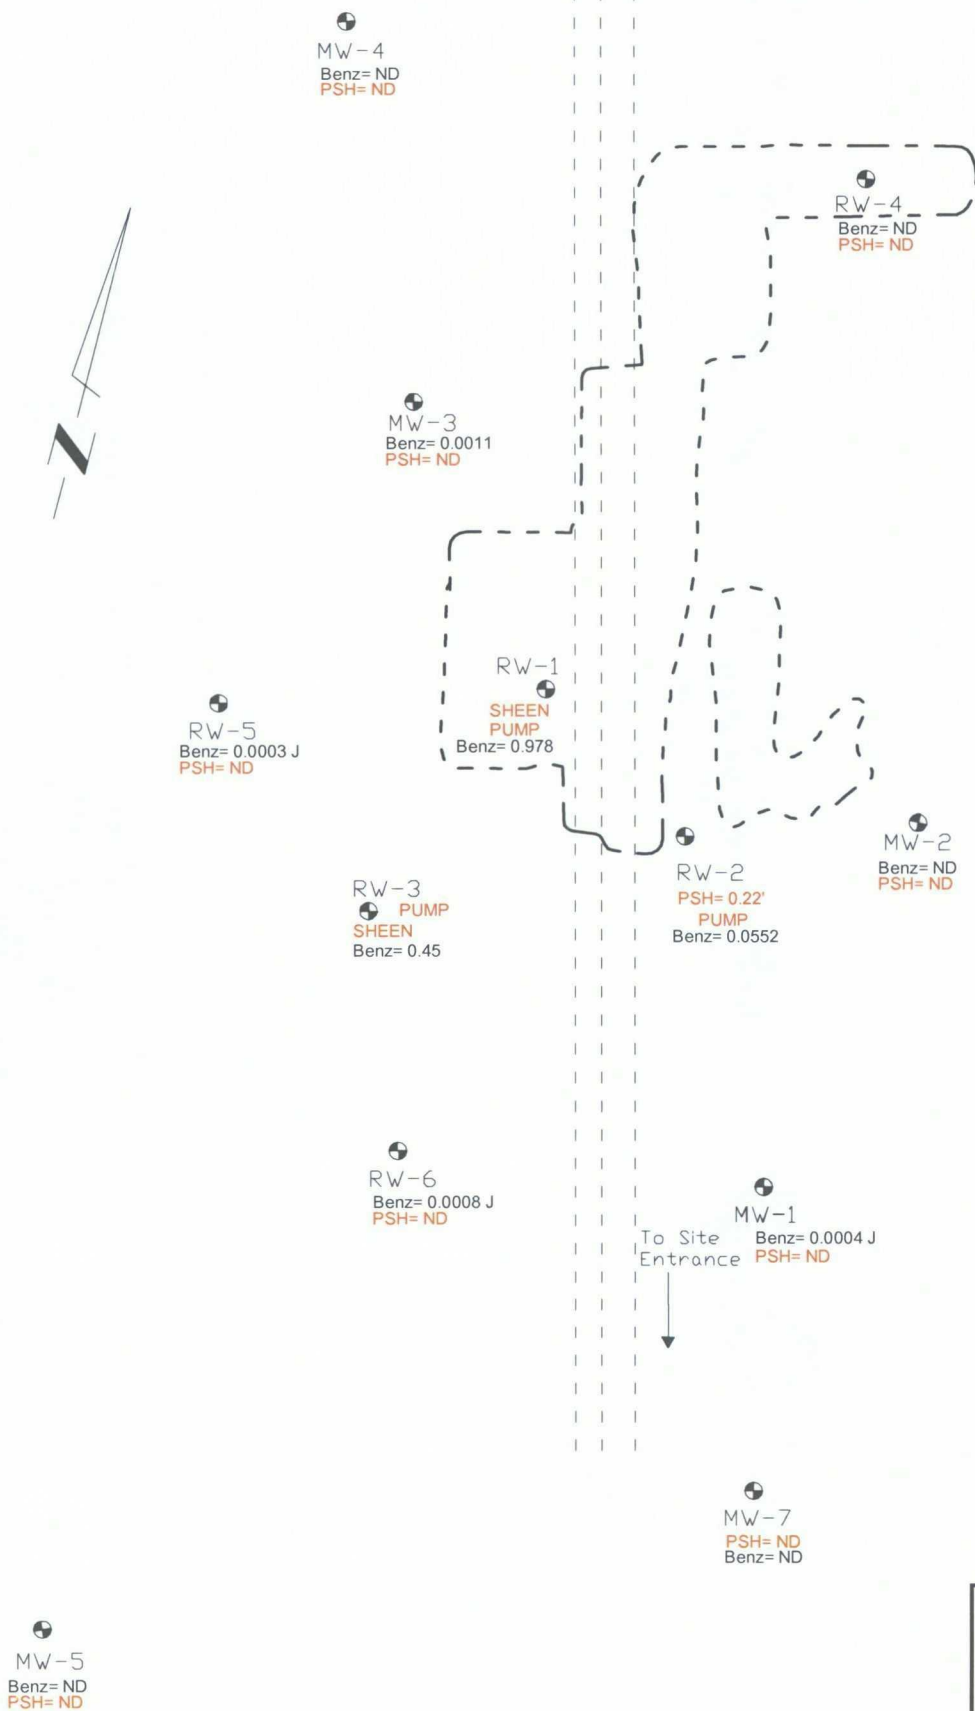 MW-4
Benz= ND
PSH= ND
RW-4
Benz= ND
PSH= ND
N
MW-3
Benz= 0.0011
PSH= ND
RW-1
SHEEN
PUMP
Benz= 0.978
RW-5
Benz= 0.0003 J
PSH= ND
MW-2
Benz= ND
PSH= ND
RW-2
PSH= 0.22'
PUMP
Benz= 0.0552
RW-3
PUMP
SHEEN
Benz= 0.45
RW-6
Benz= 0.0008 J
PSH= ND
MW-1
Benz= 0.0004 J
PSH= ND
To Site
Entrance
MW-7
PSH= ND
Benz= ND
MW-5
Benz= ND
PSH= ND